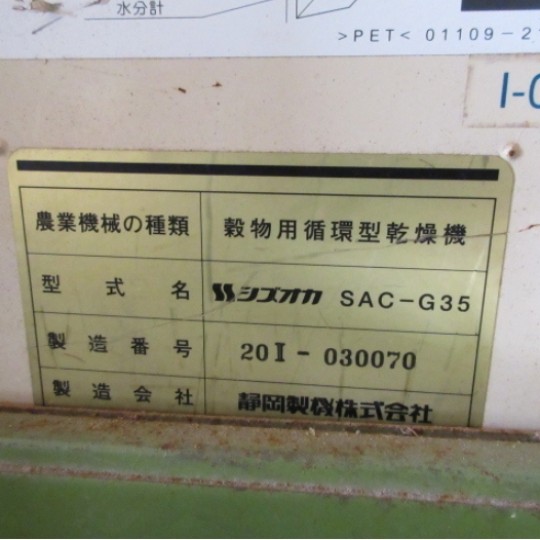 水分計
>PET< 01109-2
I-0
農業機械の種類 穀物用循環型乾燥機
型式名 シズオカ SAC-G35
製造番号 20I-030070
製造会社 静岡製機株式会社